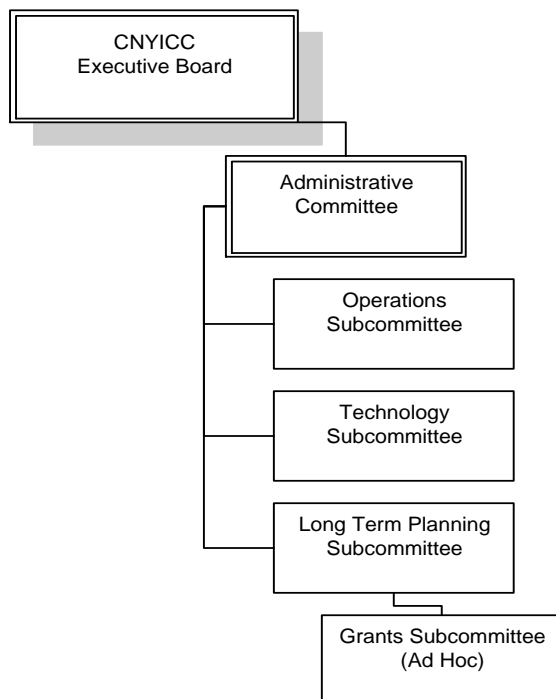 CNYICC
Executive Board
Administrative
Committee
Operations
Subcommittee
Technology
Subcommittee
Long Term Planning
Subcommittee
Grants Subcommittee
(Ad Hoc)